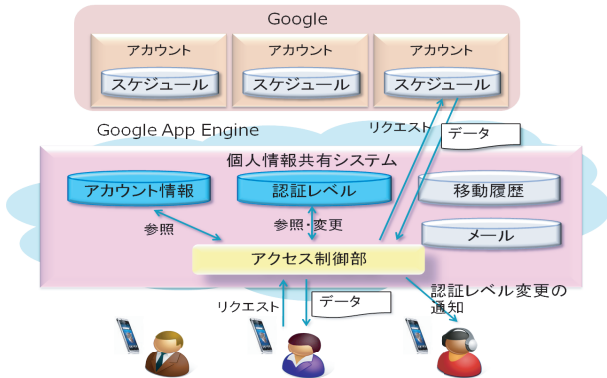 Google
アカウント
アカウント
アカウント
スケジュール
スケジュール
スケジュール
リクエスト
データ
Google App Engine
個人情報共有システム
アカウント情報
認証レベル
移動履歴
参照
参照・変更
メール
アクセス制御部
リクエスト
データ
認証レベル変更の
通知